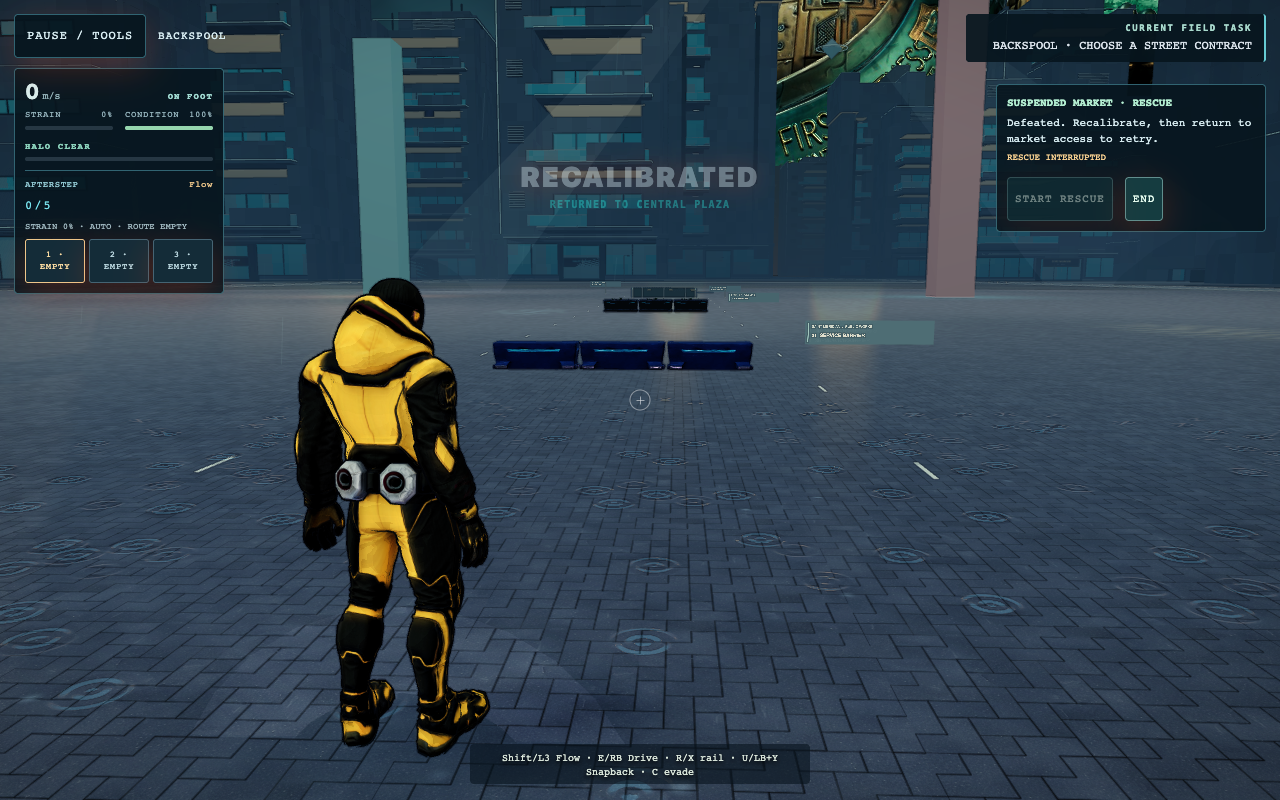 PAUSE / TOOLS
BACKSPOOL
0 m/s
ON FOOT
STRAIN 0%
CONDITION 100%
HALO CLEAR
AFTERSTEP
Flow
0/5
STRAIN 0% · AUTO · ROUTE EMPTY
1 · EMPTY
2 · EMPTY
3 · EMPTY
RECALIBRATED
RETURNED TO CENTRAL PLAZA
FIRS
CURRENT FIELD TASK
BACKSPOOL · CHOOSE A STREET CONTRACT
SUSPENDED MARKET · RESCUE
Defeated. Recalibrate, then return to
market access to retry.
RESCUE INTERRUPTED
START RESCUE
END
Shift/L3 Flow · E/RB Drive · R/X rail · U/LB+Y
Snapback · C evade